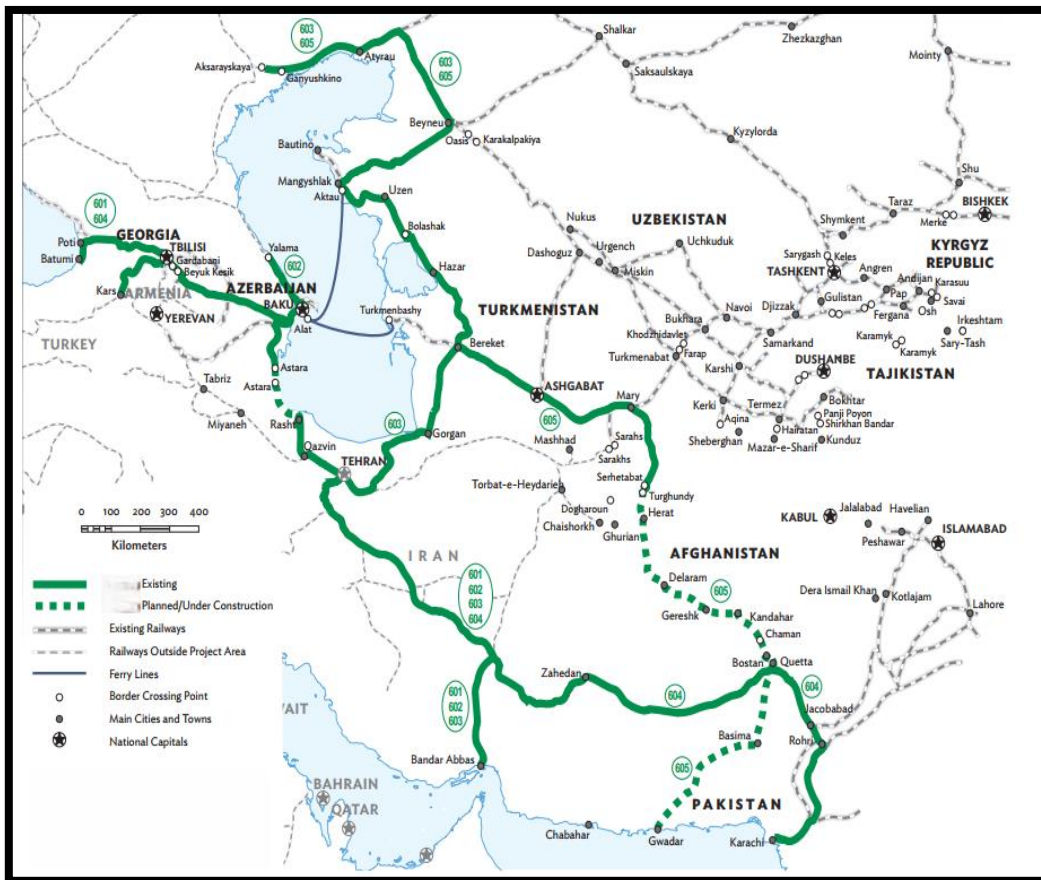 603
605
Shalkar
Zhezkazghan
Aksarayskaya
Atyrau
Ganyushkino
603
605
Saksaulskaya
Mointy
Beyneu
Oasis
Karakalpakiya
Kyzylorda
Bautino
Mangyshlak
Aktau
Uzen
Shu
BISHKEK
601
604
Bolashak
Nukus
UZBEKISTAN
Taraz
Merke
Shymkent
GEORGIA
Poti
TBILISI
Gardabani
Beyuk Kesik
Batumi
Yalama
602
Hazar
Dashoguz
Urgench
Uchkuduk
Miskin
Sarygash
Keles
TASHKENT
KYRGYZ
REPUBLIC
Angren
Andijan
Karasuu
Gulistan
Pap
Savai
Osh
Fergana
Kars
ARMENIA
AZERBAIJAN
BAKU
Alat
YEREVAN
Turkmenbashy
TURKMENISTAN
Navoi
Djizzak
Bukhara
Khodzhidavlet
Irkeshtam
Sary-Tash
TURKEY
Bereket
Turkmenabat
Farap
Samarkand
Karamyk
Karamyk
DUSHANBE
TAJIKISTAN
Astara
Astara
Tabriz
Miyaneh
ASHGABAT
605
Mary
Karshi
Kerki
Termez
Bokhtar
Panji Poyon
Shirkhan Bandar
Aqina
Hairatan
Sheberghan
Mazar-e-Sharif
Kunduz
Rasht
603
Gorgan
Mashhad
Sarahs
Sarakhs
Qazvin
TEHRAN
Serhetabat
Turghundy
Torbat-e-Heydarieh
Dogharoun
Herat
Chaishorkh
Ghurian
KABUL
Jalalabad
Havelian
Peshawar
ISLAMABAD
0 100 200 400
Kilometers
IRAN
AFGHANISTAN
Existing
Planned/Under Construction
Existing Railways
Railways Outside Project Area
Ferry Lines
Border Crossing Point
Main Cities and Towns
National Capitals
601
602
603
604
Delaram
605
Gereshk
Kandahar
Chaman
Dera Ismail Khan
Kotlajam
Lahore
Bostan
Quetta
Zahedan
604
604
601
602
603
Jacobabad
Basima
Rohri
WAIT
Bandar Abbas
605
BAHRAIN
QATAR
PAKISTAN
Chabahar
Gwadar
Karachi